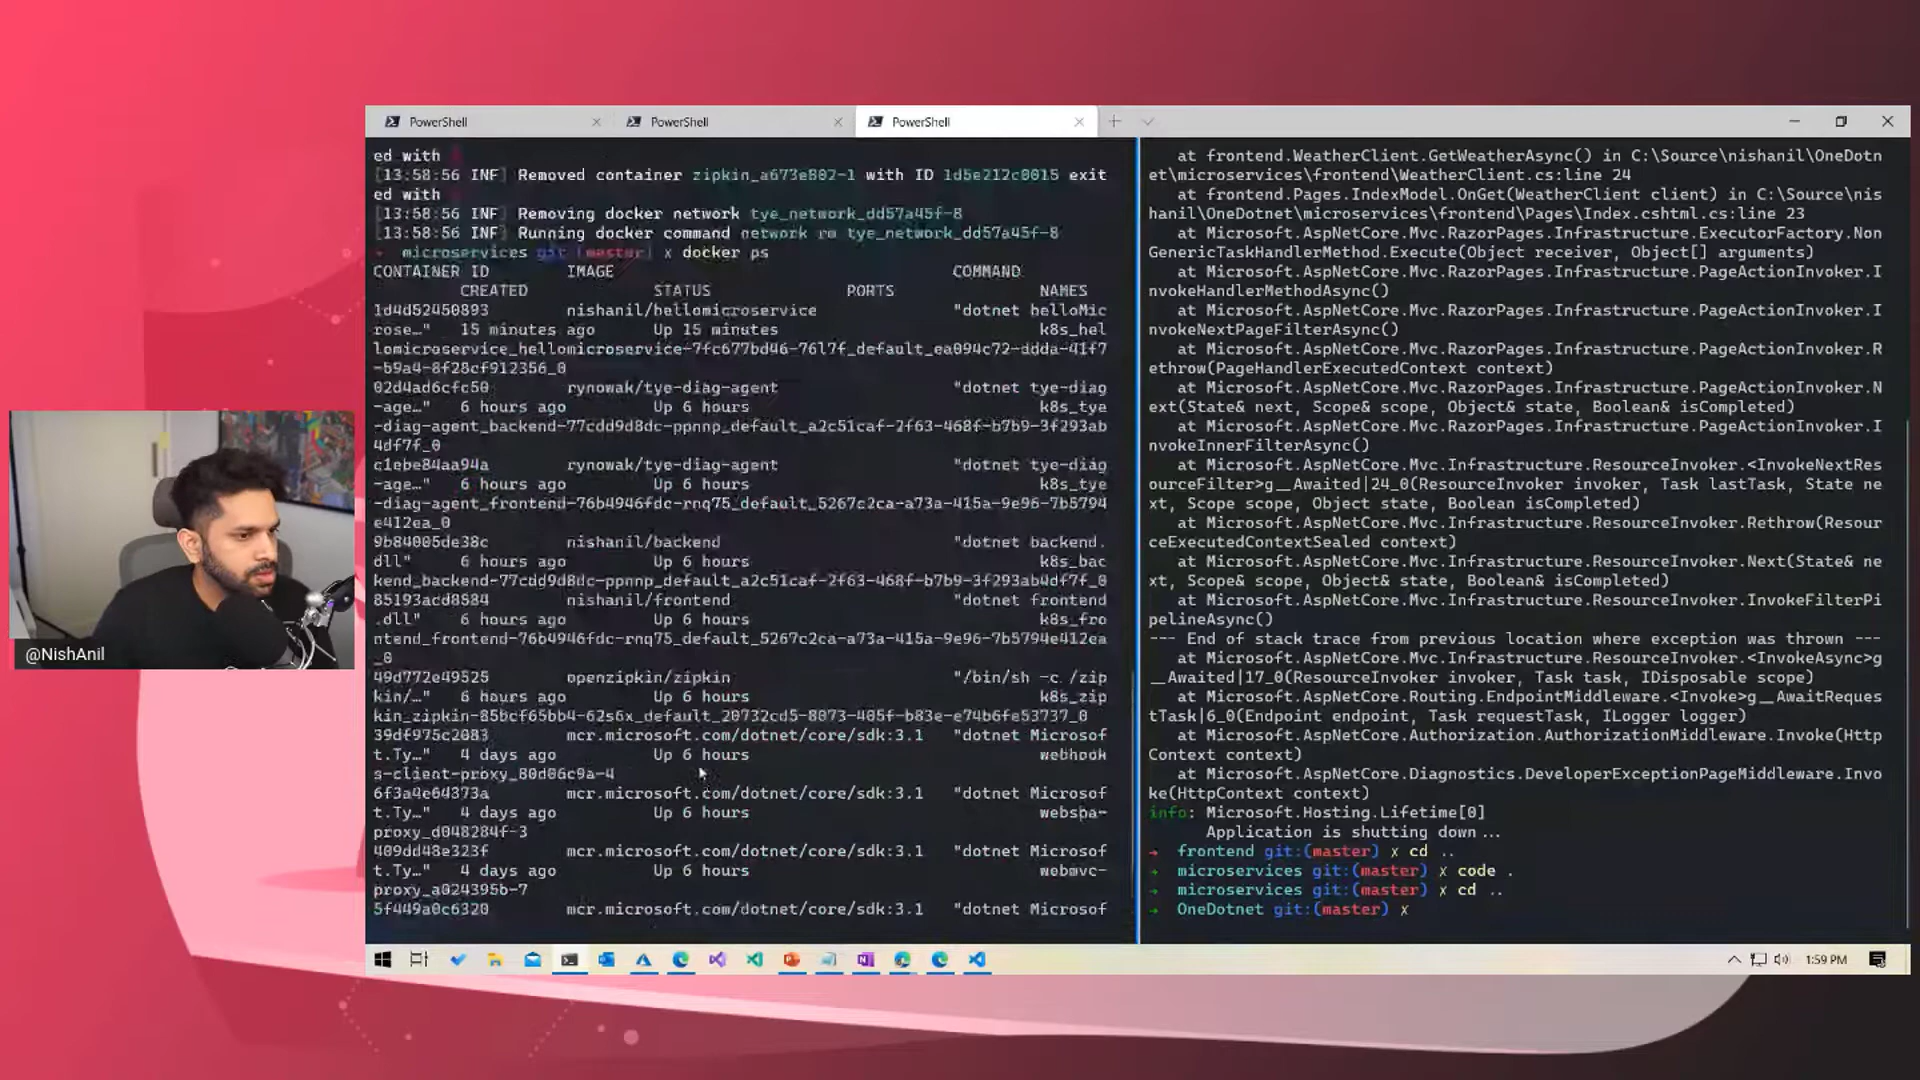 PowerShell
PowerShell
PowerShell
ed with
[13:58:56 INF] Removed container zipkin_a673e802-1 with ID 1d5e212c0015 exit
ed with
[13:58:56 INF] Removing docker network tye_network_dd57a45f-8
[13:58:56 INF] Running docker command network rm tye_network_dd57a45f-8
microservices git (master) x docker ps
CONTAINER ID IMAGE COMMAND
CREATED STATUS PORTS NAMES
1d4d52450893 nishanil/hellomicroservice "dotnet helloMic
rose…" 15 minutes ago Up 15 minutes k8s_hel
lomicroservice_hellomicroservice-7fc677bd46-76l7f_default_ea094c72-ddda-41f7
-b9a4-8f28cf912356_0
02d4ad6cfc50 rynowak/tye-diag-agent "dotnet tye-diag
-age…" 6 hours ago Up 6 hours k8s_tye
-diag-agent_backend-77cdd9d8dc-ppnnp_default_a2c51caf-2f63-468f-b7b9-3f293ab
4df7f_0
c1ebe84aa94a rynowak/tye-diag-agent "dotnet tye-diag
-age…" 6 hours ago Up 6 hours k8s_tye
-diag-agent_frontend-76b4946fdc-rnq75_default_5267c2ca-a73a-415a-9e96-7b5794
e412ea_0
9b84005de38c nishanil/backend "dotnet backend.
dll" 6 hours ago Up 6 hours k8s_bac
kend_backend-77cdd9d8dc-ppnnp_default_a2c51caf-2f63-468f-b7b9-3f293ab4df7f_0
85193acd8584 nishanil/frontend "dotnet frontend
.dll" 6 hours ago Up 6 hours k8s_fro
ntend_frontend-76b4946fdc-rnq75_default_5267c2ca-a73a-415a-9e96-7b5794e412ea
_0
49d772e49525 openzipkin/zipkin "/bin/sh -c /zip
kin/…" 6 hours ago Up 6 hours k8s_zip
kin_zipkin-85bcf65bb4-62s6x_default_20732cd5-8073-405f-b83e-e74b6fe53737_0
39df975c2083 mcr.microsoft.com/dotnet/core/sdk:3.1 "dotnet Microsof
t.Ty…" 4 days ago Up 6 hours webhook
s-client-proxy_80d06c9a-4
6f3a4e64373a mcr.microsoft.com/dotnet/core/sdk:3.1 "dotnet Microsof
t.Ty…" 4 days ago Up 6 hours webspa-
proxy_d048284f-3
409dd48e323f mcr.microsoft.com/dotnet/core/sdk:3.1 "dotnet Microsof
t.Ty…" 4 days ago Up 6 hours webmvc-
proxy_a024395b-7
5f449a0c6320 mcr.microsoft.com/dotnet/core/sdk:3.1 "dotnet Microsof
at frontend.WeatherClient.GetWeatherAsync() in C:\Source\nishanil\OneDotn
et\microservices\frontend\WeatherClient.cs:line 24
at frontend.Pages.IndexModel.OnGet(WeatherClient client) in C:\Source\nis
hanil\OneDotnet\microservices\frontend\Pages\Index.cshtml.cs:line 23
at Microsoft.AspNetCore.Mvc.RazorPages.Infrastructure.ExecutorFactory.Non
GenericTaskHandlerMethod.Execute(Object receiver, Object[] arguments)
at Microsoft.AspNetCore.Mvc.RazorPages.Infrastructure.PageActionInvoker.I
nvokeHandlerMethodAsync()
at Microsoft.AspNetCore.Mvc.RazorPages.Infrastructure.PageActionInvoker.I
nvokeNextPageFilterAsync()
at Microsoft.AspNetCore.Mvc.RazorPages.Infrastructure.PageActionInvoker.R
ethrow(PageHandlerExecutedContext context)
at Microsoft.AspNetCore.Mvc.RazorPages.Infrastructure.PageActionInvoker.N
ext(State& next, Scope& scope, Object& state, Boolean& isCompleted)
at Microsoft.AspNetCore.Mvc.RazorPages.Infrastructure.PageActionInvoker.I
nvokeInnerFilterAsync()
at Microsoft.AspNetCore.Mvc.Infrastructure.ResourceInvoker.<InvokeNextRes
ourceFilter>g__Awaited|24_0(ResourceInvoker invoker, Task lastTask, State ne
xt, Scope scope, Object state, Boolean isCompleted)
at Microsoft.AspNetCore.Mvc.Infrastructure.ResourceInvoker.Rethrow(Resour
ceExecutedContextSealed context)
at Microsoft.AspNetCore.Mvc.Infrastructure.ResourceInvoker.Next(State& ne
xt, Scope& scope, Object& state, Boolean& isCompleted)
at Microsoft.AspNetCore.Mvc.Infrastructure.ResourceInvoker.InvokeFilterPi
pelineAsync()
--- End of stack trace from previous location where exception was thrown ---
at Microsoft.AspNetCore.Mvc.Infrastructure.ResourceInvoker.<InvokeAsync>g
__Awaited|17_0(ResourceInvoker invoker, Task task, IDisposable scope)
at Microsoft.AspNetCore.Routing.EndpointMiddleware.<Invoke>g__AwaitReques
tTask|6_0(Endpoint endpoint, Task requestTask, ILogger logger)
at Microsoft.AspNetCore.Authorization.AuthorizationMiddleware.Invoke(Http
Context context)
at Microsoft.AspNetCore.Diagnostics.DeveloperExceptionPageMiddleware.Invo
ke(HttpContext context)
info: Microsoft.Hosting.Lifetime[0]
Application is shutting down...
→ frontend git:(master) x cd ..
→ microservices git:(master) x code .
→ microservices git:(master) x cd ..
→ OneDotnet git:(master) x
@NishAnil
1:59 PM